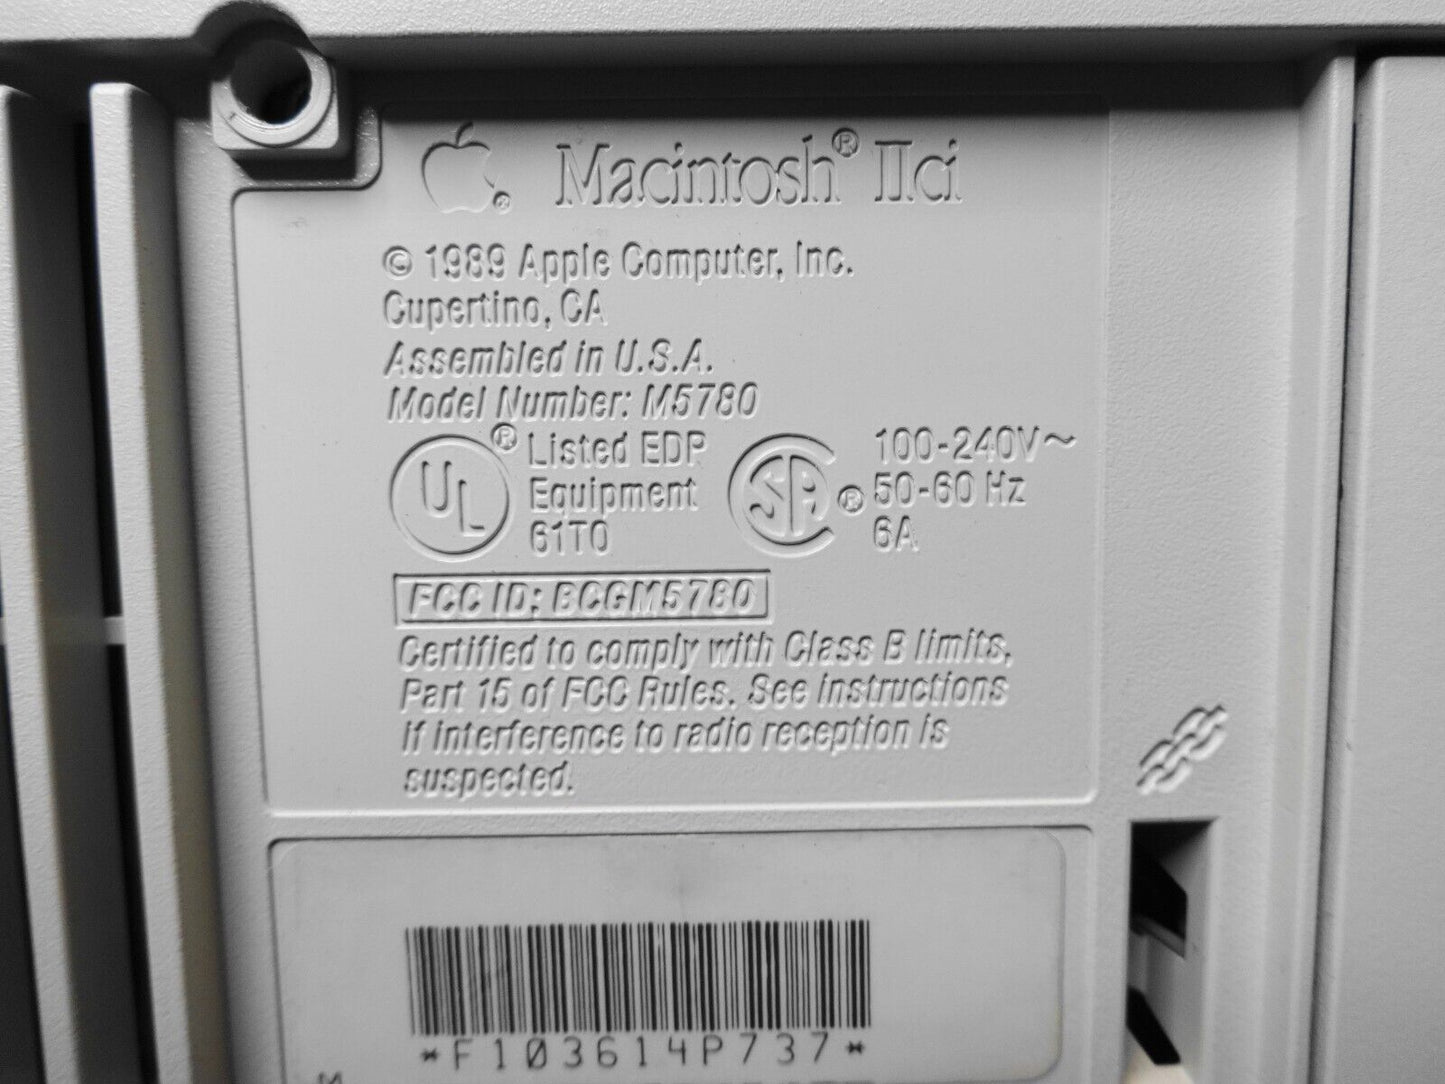 Macintosh® IIci
© 1989 Apple Computer, Inc.
Cupertino, CA
Assembled in U.S.A.
Model Number: M5780
UL® Listed EDP
Equipment
61T0
SA®
100-240V~
50-60 Hz
6A
FCC ID: BCGM5780
Certified to comply with Class B limits,
Part 15 of FCC Rules. See instructions
if interference to radio reception is
suspected.
*F103614P737*